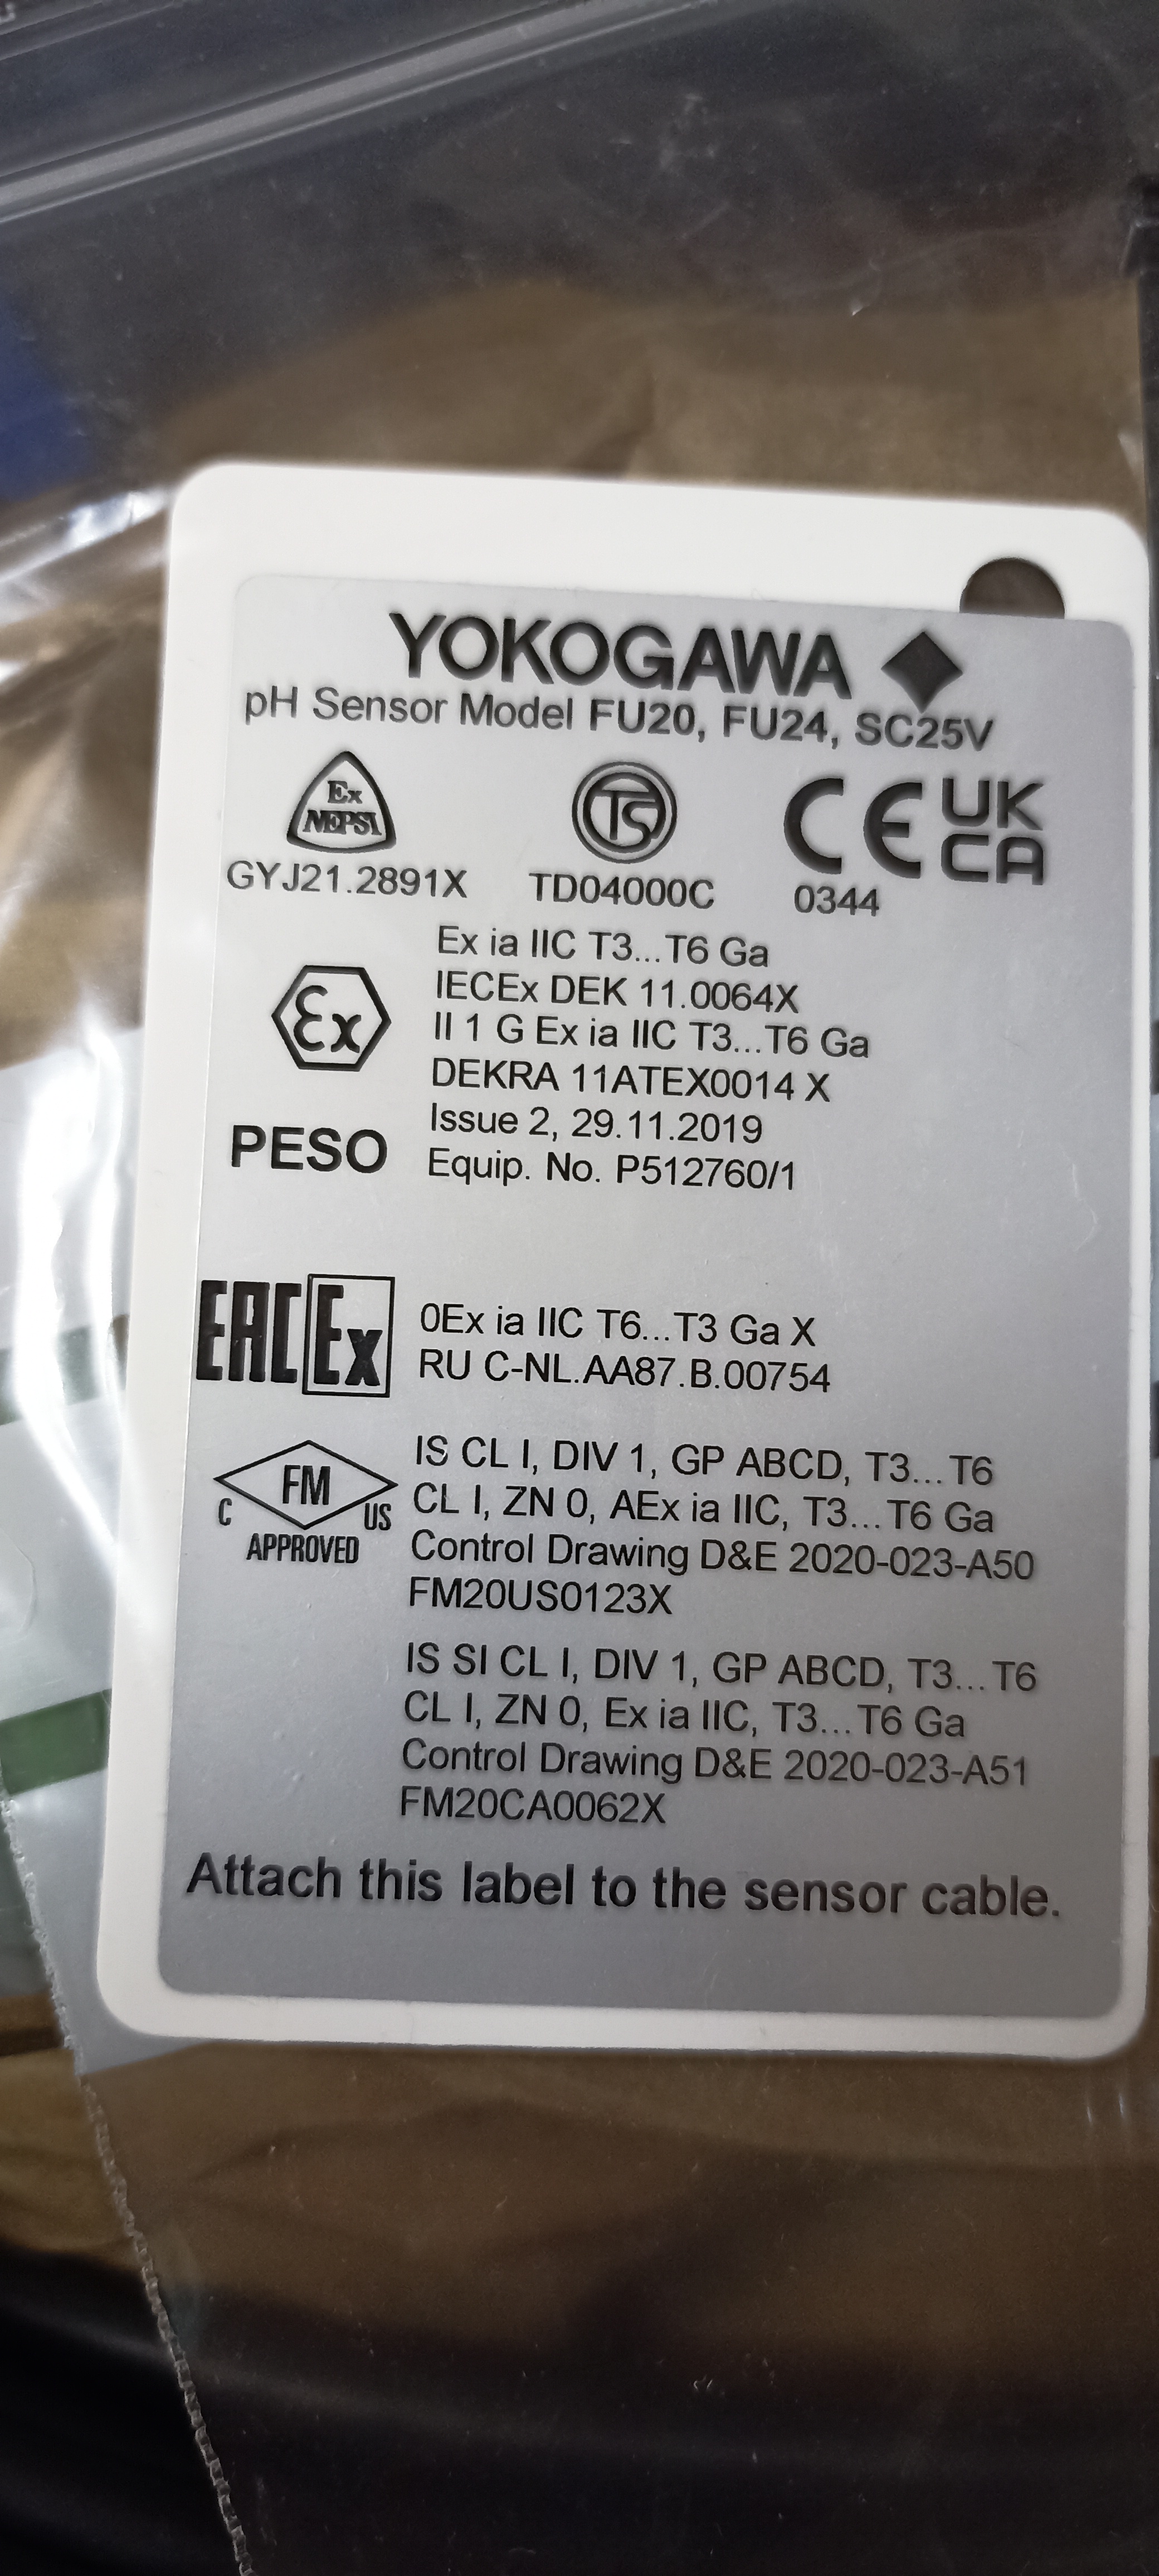 YOKOGAWA
pH Sensor Model FU20, FU24, SC25V
Ex
NEPSI
TS
CE UK
CA
GYJ21.2891X TD04000C 0344
Ex ia IIC T3...T6 Ga
IECEx DEK 11.0064X
Ex
II 1 G Ex ia IIC T3...T6 Ga
DEKRA 11ATEX0014 X
Issue 2, 29.11.2019
PESO Equip. No. P512760/1
EAC Ex
0Ex ia IIC T6...T3 Ga X
RU C-NL.AA87.B.00754
FM
C US
APPROVED
IS CL I, DIV 1, GP ABCD, T3...T6
CL I, ZN 0, AEx ia IIC, T3...T6 Ga
Control Drawing D&E 2020-023-A50
FM20US0123X
IS SI CL I, DIV 1, GP ABCD, T3...T6
CL I, ZN 0, Ex ia IIC, T3...T6 Ga
Control Drawing D&E 2020-023-A51
FM20CA0062X
Attach this label to the sensor cable.